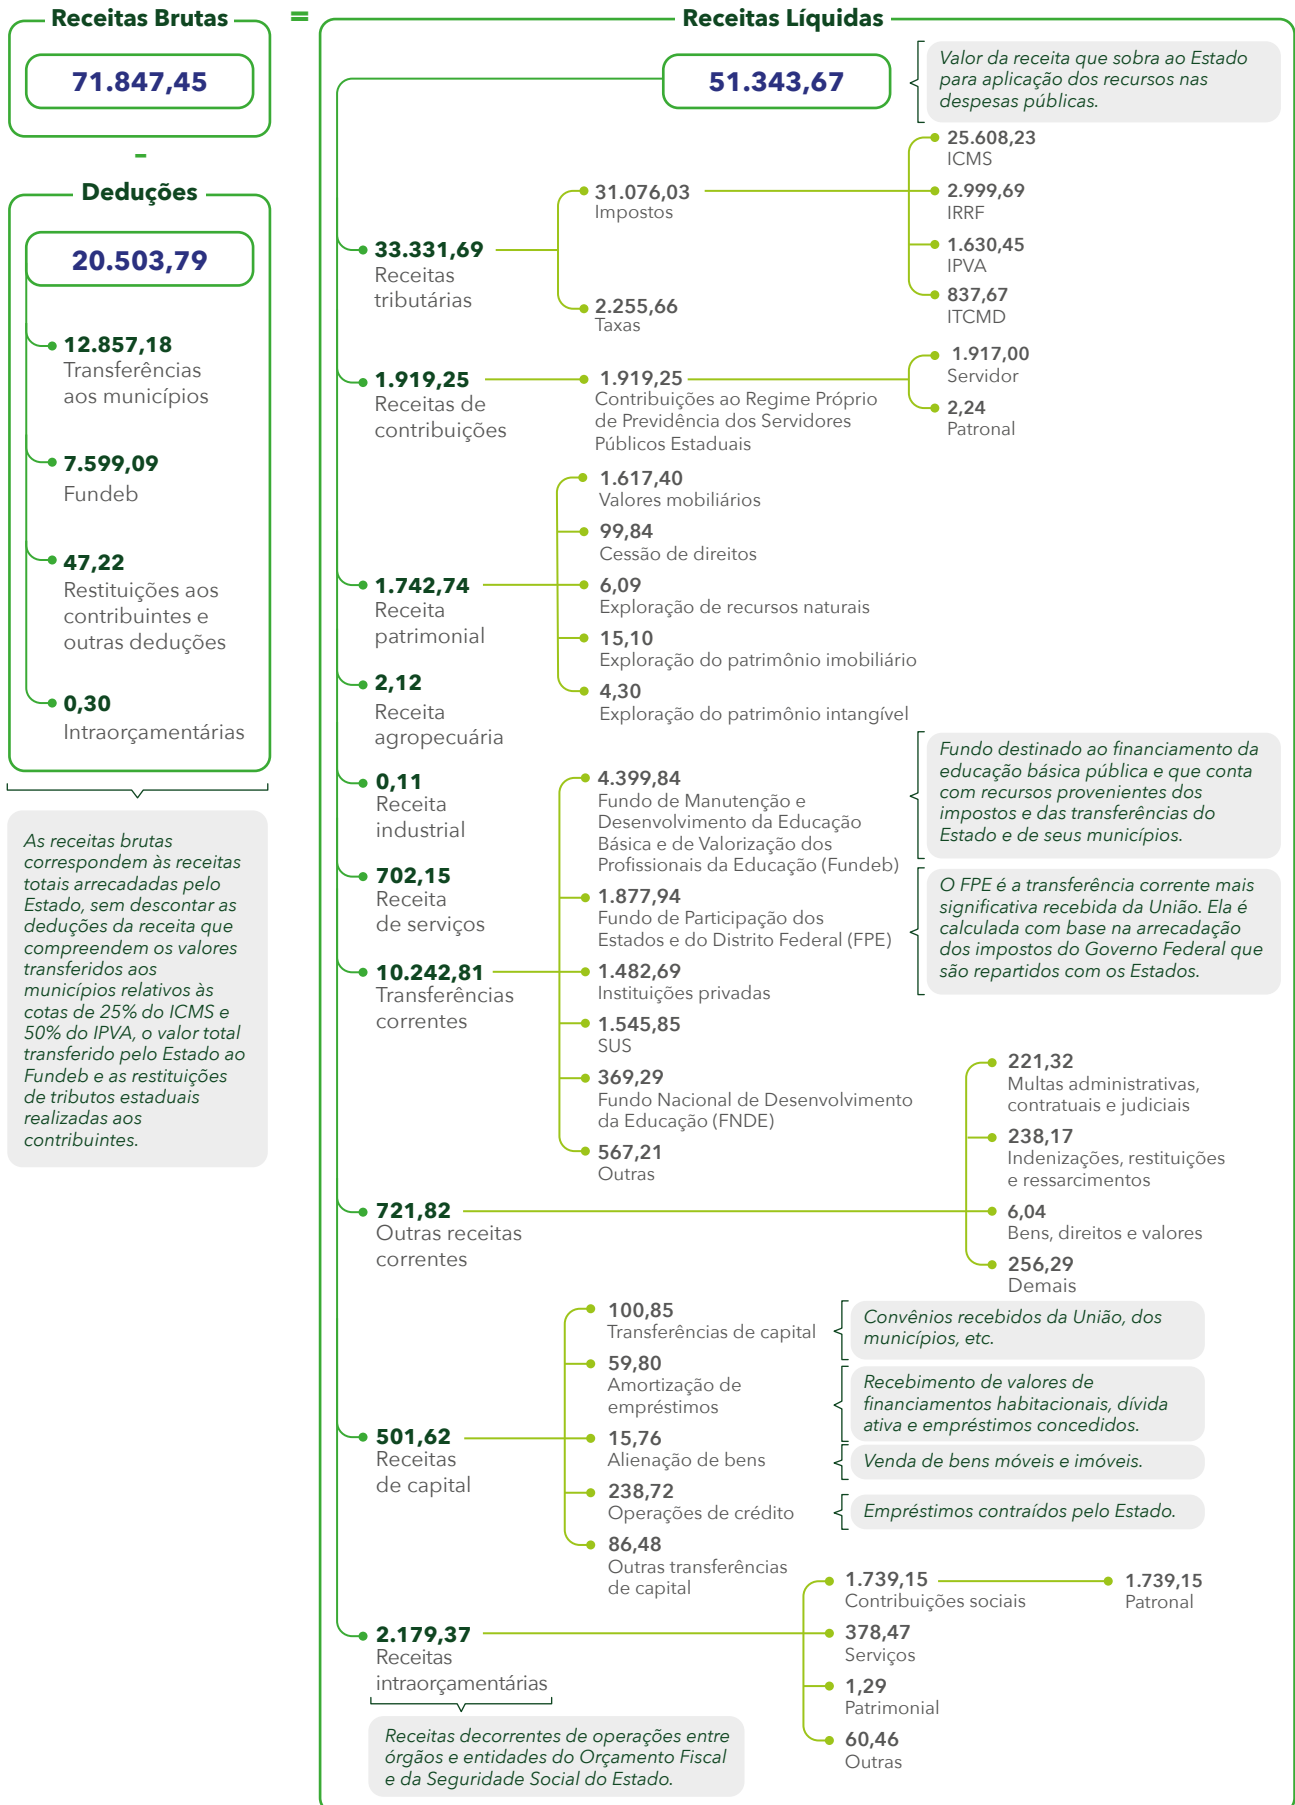 Receitas Brutas
71.847,45
-
Deduções
20.503,79
12.857,18
Transferências
aos municípios
7.599,09
Fundeb
47,22
Restituições aos
contribuintes e
outras deduções
0,30
Intraorçamentárias
As receitas brutas
correspondem às receitas
totais arrecadadas pelo
Estado, sem descontar as
deduções da receita que
compreendem os valores
transferidos aos
municípios relativos às
cotas de 25% do ICMS e
50% do IPVA, o valor total
transferido pelo Estado ao
Fundeb e as restituições
de tributos estaduais
realizadas aos
contribuintes.
=
Receitas Líquidas
51.343,67
Valor da receita que sobra ao Estado
para aplicação dos recursos nas
despesas públicas.
33.331,69
Receitas
tributárias
31.076,03
Impostos
25.608,23
ICMS
2.999,69
IRRF
1.630,45
IPVA
837,67
ITCMD
2.255,66
Taxas
1.919,25
Receitas de
contribuições
1.919,25
Contribuições ao Regime Próprio
de Previdência dos Servidores
Públicos Estaduais
1.917,00
Servidor
2,24
Patronal
1.742,74
Receita
patrimonial
1.617,40
Valores mobiliários
99,84
Cessão de direitos
6,09
Exploração de recursos naturais
15,10
Exploração do patrimônio imobiliário
4,30
Exploração do patrimônio intangível
2,12
Receita
agropecuária
0,11
Receita
industrial
702,15
Receita
de serviços
10.242,81
Transferências
correntes
4.399,84
Fundo de Manutenção e
Desenvolvimento da Educação
Básica e de Valorização dos
Profissionais da Educação (Fundeb)
Fundo destinado ao financiamento da
educação básica pública e que conta
com recursos provenientes dos
impostos e das transferências do
Estado e de seus municípios.
1.877,94
Fundo de Participação dos
Estados e do Distrito Federal (FPE)
O FPE é a transferência corrente mais
significativa recebida da União. Ela é
calculada com base na arrecadação
dos impostos do Governo Federal que
são repartidos com os Estados.
1.482,69
Instituições privadas
1.545,85
SUS
369,29
Fundo Nacional de Desenvolvimento
da Educação (FNDE)
567,21
Outras
721,82
Outras receitas
correntes
221,32
Multas administrativas,
contratuais e judiciais
238,17
Indenizações, restituições
e ressarcimentos
6,04
Bens, direitos e valores
256,29
Demais
501,62
Receitas
de capital
100,85
Transferências de capital
Convênios recebidos da União, dos
municípios, etc.
59,80
Amortização de
empréstimos
Recebimento de valores de
financiamentos habitacionais, dívida
ativa e empréstimos concedidos.
15,76
Alienação de bens
Venda de bens móveis e imóveis.
238,72
Operações de crédito
Empréstimos contraídos pelo Estado.
86,48
Outras transferências
de capital
2.179,37
Receitas
intraorçamentárias
1.739,15
Contribuições sociais
1.739,15
Patronal
378,47
Serviços
1,29
Patrimonial
60,46
Outras
Receitas decorrentes de operações entre
órgãos e entidades do Orçamento Fiscal
e da Seguridade Social do Estado.